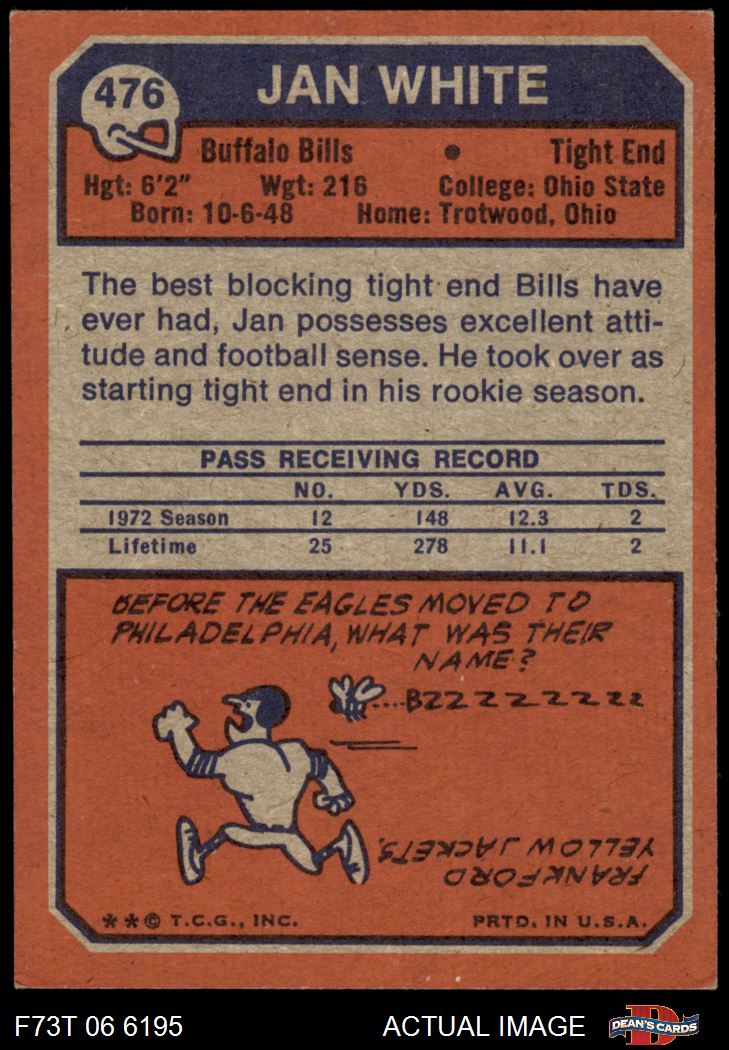 476
JAN WHITE
Buffalo Bills • Tight End
Hgt: 6'2" Wgt: 216 College: Ohio State
Born: 10-6-48 Home: Trotwood, Ohio
The best blocking tight end Bills have
ever had, Jan possesses excellent atti-
tude and football sense. He took over as
starting tight end in his rookie season.
PASS RECEIVING RECORD
NO. YDS. AVG. TDS.
1972 Season 12 148 12.3 2
Lifetime 25 278 11.1 2
BEFORE THE EAGLES MOVED TO
PHILADELPHIA, WHAT WAS THEIR
NAME?
....BZZZZZZZZZ
FRANKFORD
YELLOW JACKETS.
**© T.C.G., INC. PRTD. IN U.S.A.
F73T 06 6195 ACTUAL IMAGE D DEAN'S CARDS